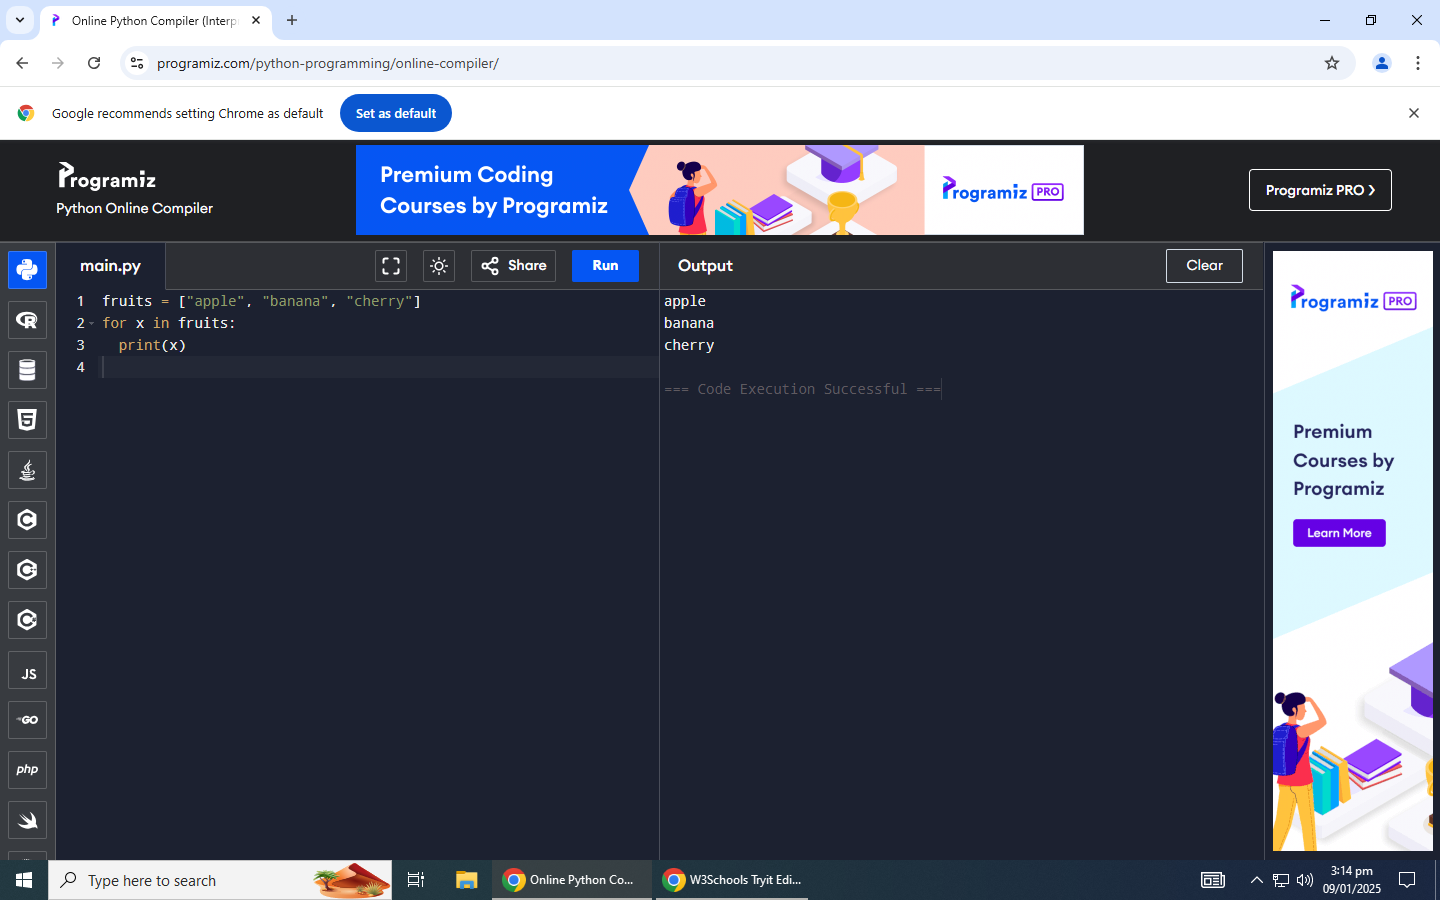 Online Python Compiler (Interp
programiz.com/python-programming/online-compiler/
Google recommends setting Chrome as default
Set as default
Programiz
Python Online Compiler
Premium Coding
Courses by Programiz
Programiz PRO
Programiz PRO ❯
main.py
Share
Run
Output
Clear
1 fruits = ["apple", "banana", "cherry"]
2 for x in fruits:
3 print(x)
4
apple
banana
cherry
=== Code Execution Successful ===
R
5
C
C
C
JS
GO
php
Programiz PRO
Premium
Courses by
Programiz
Learn More
Type here to search
Online Python Co...
W3Schools Tryit Edi...
3:14 pm
09/01/2025